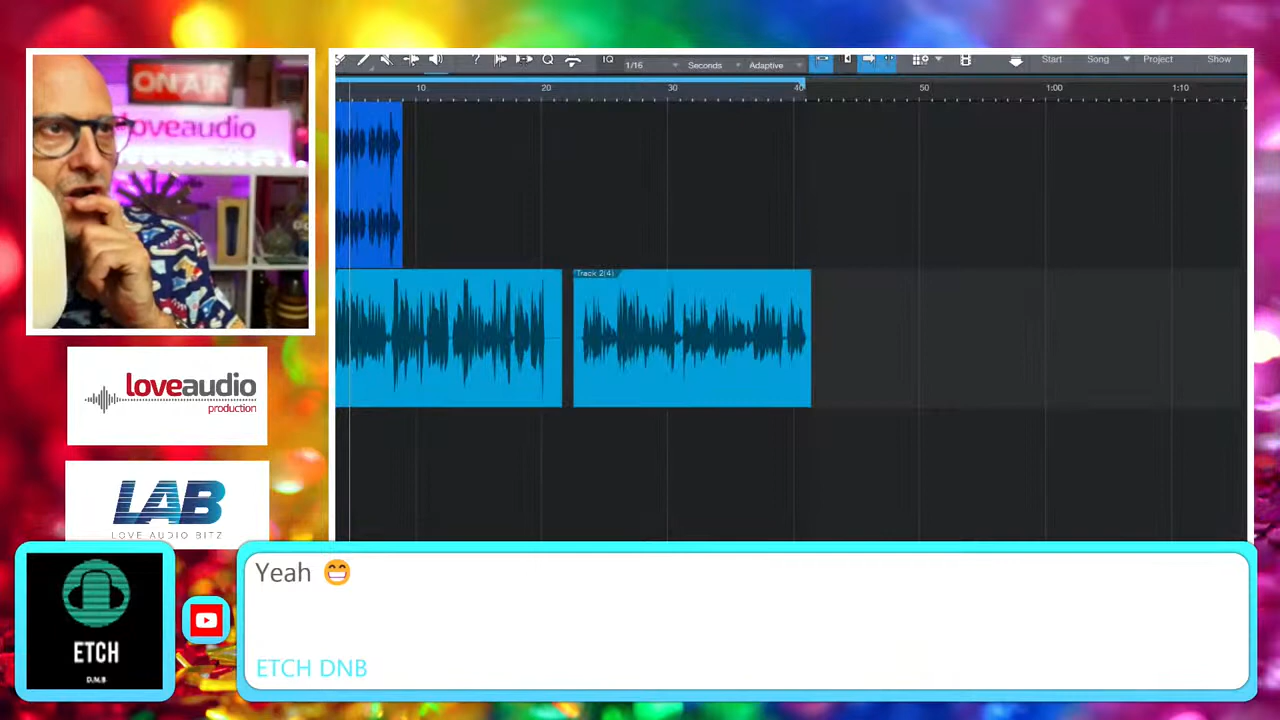 ON AIR
loveaudio
loveaudio
production
LAB
LOVE AUDIO BITZ
ETCH
D.N.B
IQ 1/16 Seconds Adaptive Start Song Project Show
10 20 30 40 50 1:00 1:10
Track 2(4)
Yeah 😁
ETCH DNB